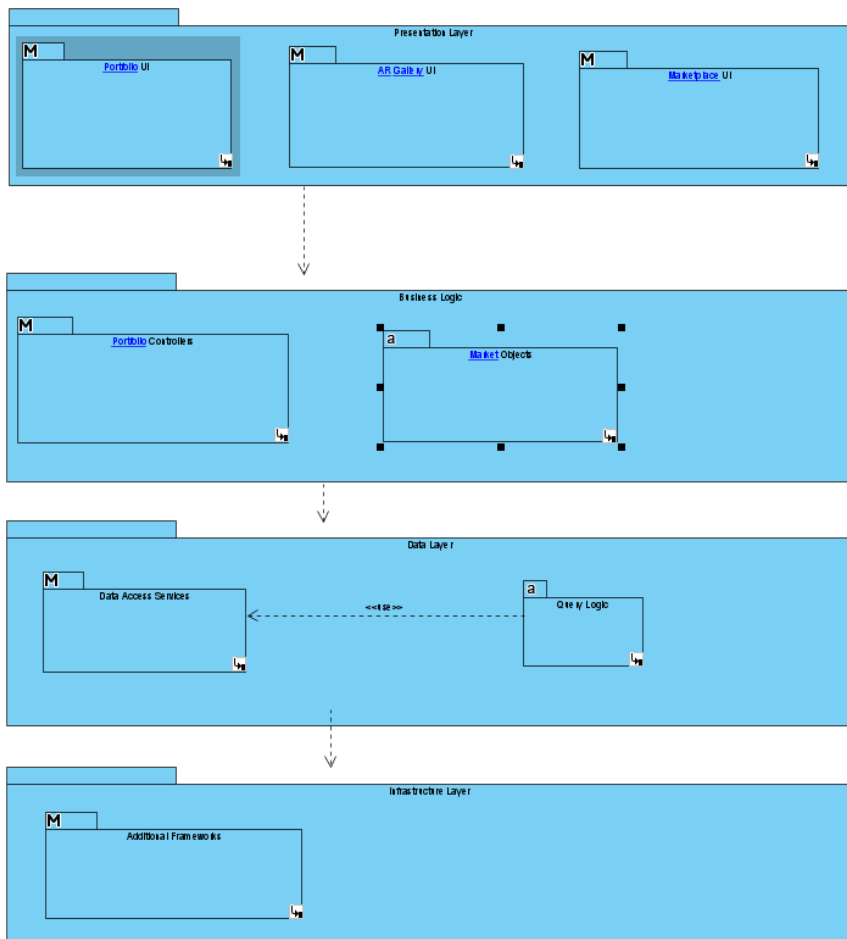 Presentation Layer
M
Portfolio UI
M
AR Gallery UI
M
Marketplace UI
Business Logic
M
Portfolio Controllers
a
Market Objects
Data Layer
M
Data Access Services
<<use>>
a
Query Logic
Infrastructure Layer
M
Additional Frameworks